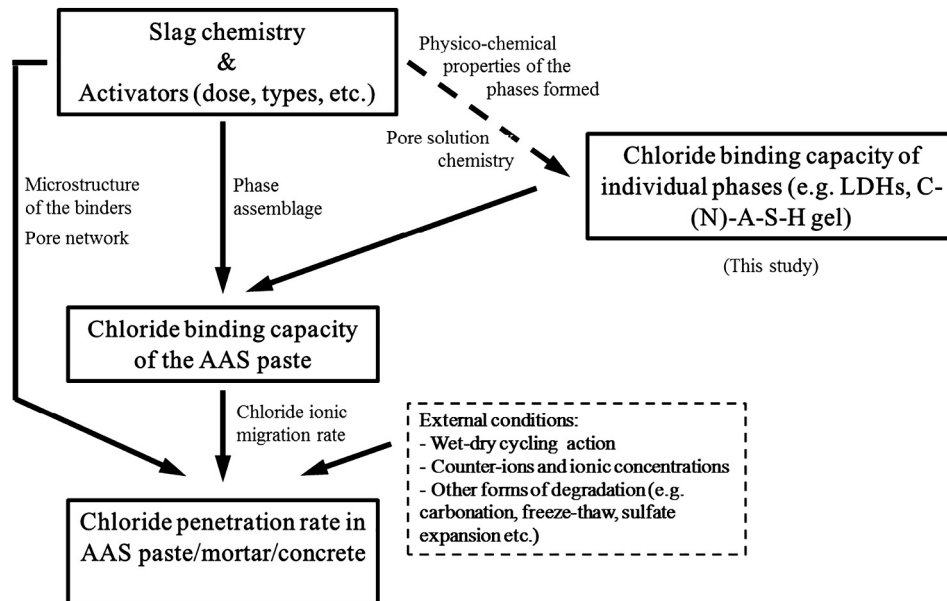 Slag chemistry
&
Activators (dose, types, etc.)
Physico-chemical
properties of the
phases formed
Pore solution
chemistry
Chloride binding capacity of
individual phases (e.g. LDHs, C-
(N)-A-S-H gel)
(This study)
Microstructure
of the binders
Pore network
Phase
assemblage
Chloride binding capacity
of the AAS paste
Chloride ionic
migration rate
External conditions:
- Wet-dry cycling action
- Counter-ions and ionic concentrations
- Other forms of degradation (e.g.
carbonation, freeze-thaw, sulfate
expansion etc.)
Chloride penetration rate in
AAS paste/mortar/concrete